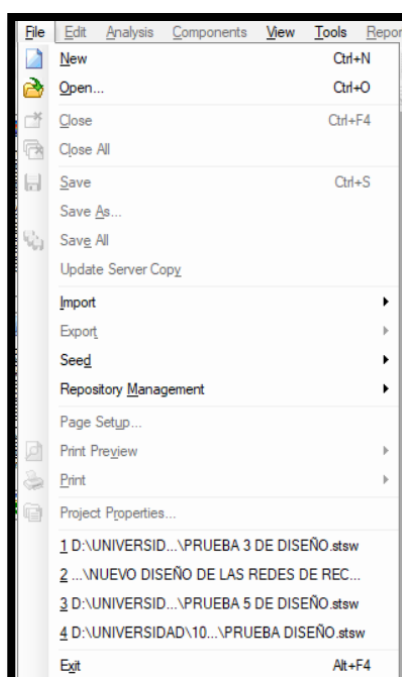 File Edit Analysis Components View Tools Repor
New Ctrl+N
Open... Ctrl+O
Close Ctrl+F4
Close All
Save Ctrl+S
Save As...
Save All
Update Server Copy
Import
Export
Seed
Repository Management
Page Setup...
Print Preview
Print
Project Properties...
1 D:\UNIVERSID...\PRUEBA 3 DE DISEÑO.stsw
2 ...\NUEVO DISEÑO DE LAS REDES DE REC...
3 D:\UNIVERSID...\PRUEBA 5 DE DISEÑO.stsw
4 D:\UNIVERSIDAD\10...\PRUEBA DISEÑO.stsw
Exit Alt+F4